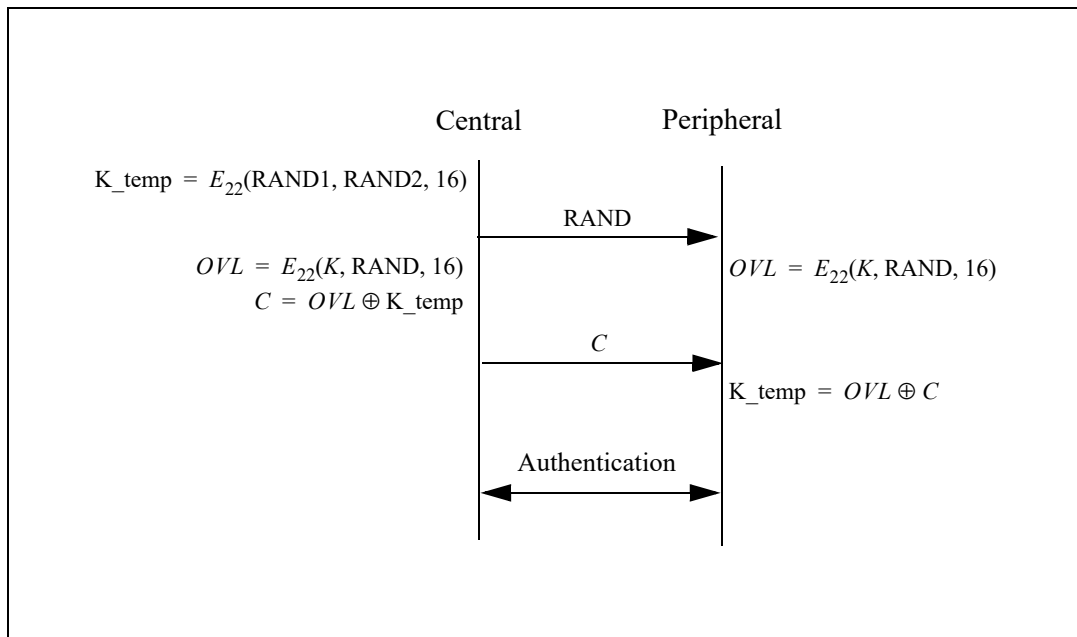 Central Peripheral
K_temp = E22(RAND1, RAND2, 16)
RAND
OVL = E22(K, RAND, 16)
OVL = E22(K, RAND, 16)
C = OVL ⊕ K_temp
C
K_temp = OVL ⊕ C
Authentication